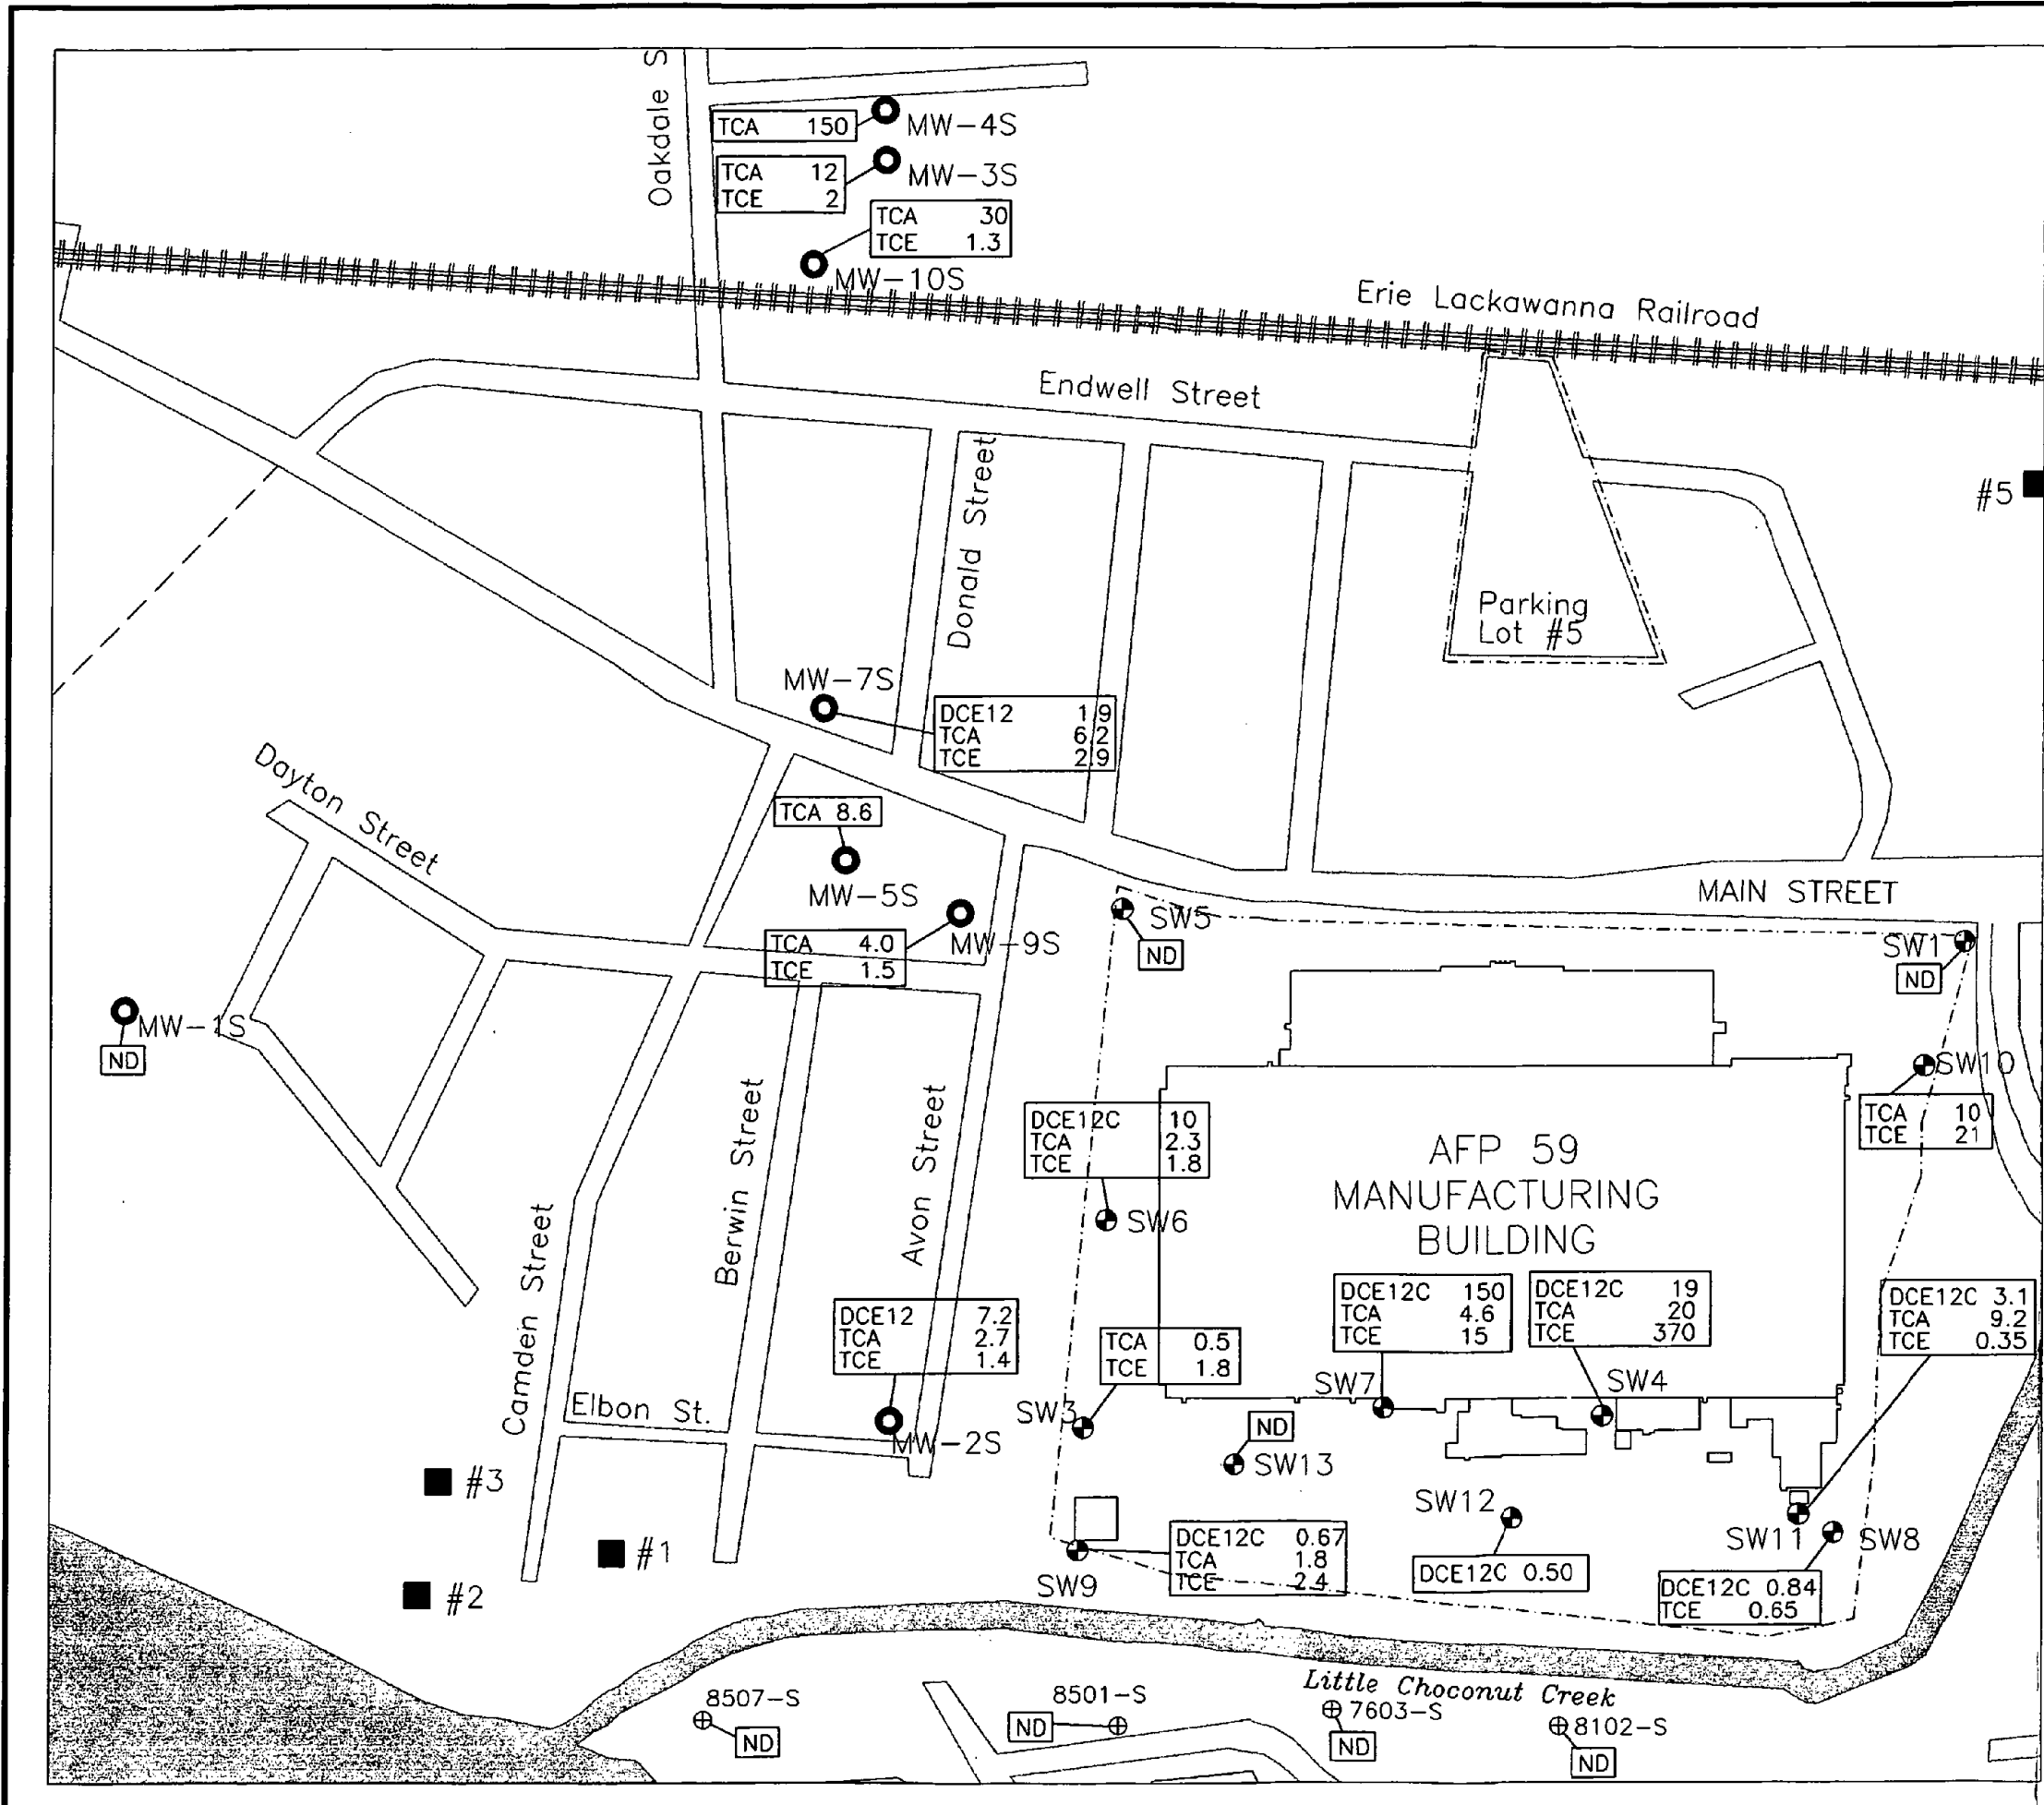 Oakdale S
TCA 150
MW-4S
TCA 12
TCE 2
MW-3S
TCA 30
TCE 1.3
MW-10S
Erie Lackawanna Railroad
Endwell Street
#5
Donald Street
Parking
Lot #5
MW-7S
DCE12 1.9
TCA 6.2
TCE 2.9
Dayton Street
TCA 8.6
MW-5S
MAIN STREET
SW5
ND
MW-9S
TCA 4.0
TCE 1.5
SW1
ND
MW-1S
ND
SW10
TCA 10
TCE 21
DCE12C 10
TCA 2.3
TCE 1.8
SW6
AFP 59
MANUFACTURING
BUILDING
Camden Street
Berwin Street
Avon Street
DCE12C 150
TCA 4.6
TCE 15
SW7
DCE12C 19
TCA 20
TCE 370
SW4
DCE12C 3.1
TCA 9.2
TCE 0.35
DCE12 7.2
TCA 2.7
TCE 1.4
MW-2S
TCA 0.5
TCE 1.8
SW3
Elbon St.
ND
SW13
#3
SW12
DCE12C 0.50
SW11
SW8
DCE12C 0.84
TCE 0.65
#1
#2
DCE12C 0.67
TCA 1.8
TCE 2.4
SW9
Little Choconut Creek
8507-S
ND
8501-S
ND
7603-S
ND
8102-S
ND